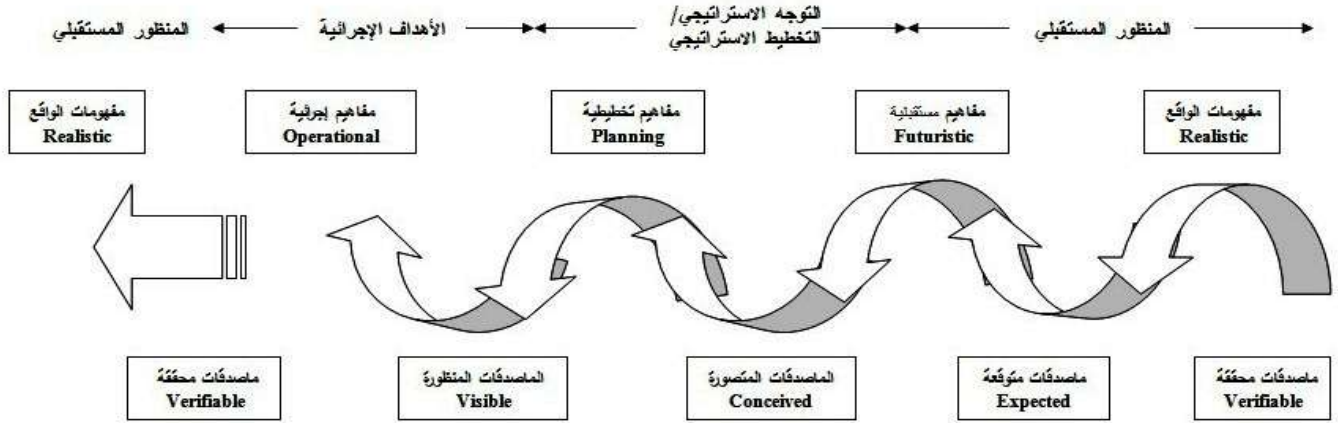 المنظور المستقبلي
التوجه الاستراتيجي/
التخطيط الاستراتيجي
الأهداف الإجرائية
المنظور المستقبلي
مفهومات الواقع
Realistic
مفاهيم مستقبلية
Futuristic
مفاهيم تخطيطية
Planning
مفاهيم إجرائية
Operational
مفهومات الواقع
Realistic
ماصدقات محققة
Verifiable
ماصدقات متوقعة
Expected
الماصدقات المتصورة
Conceived
الماصدقات المنظورة
Visible
ماصدقات محققة
Verifiable